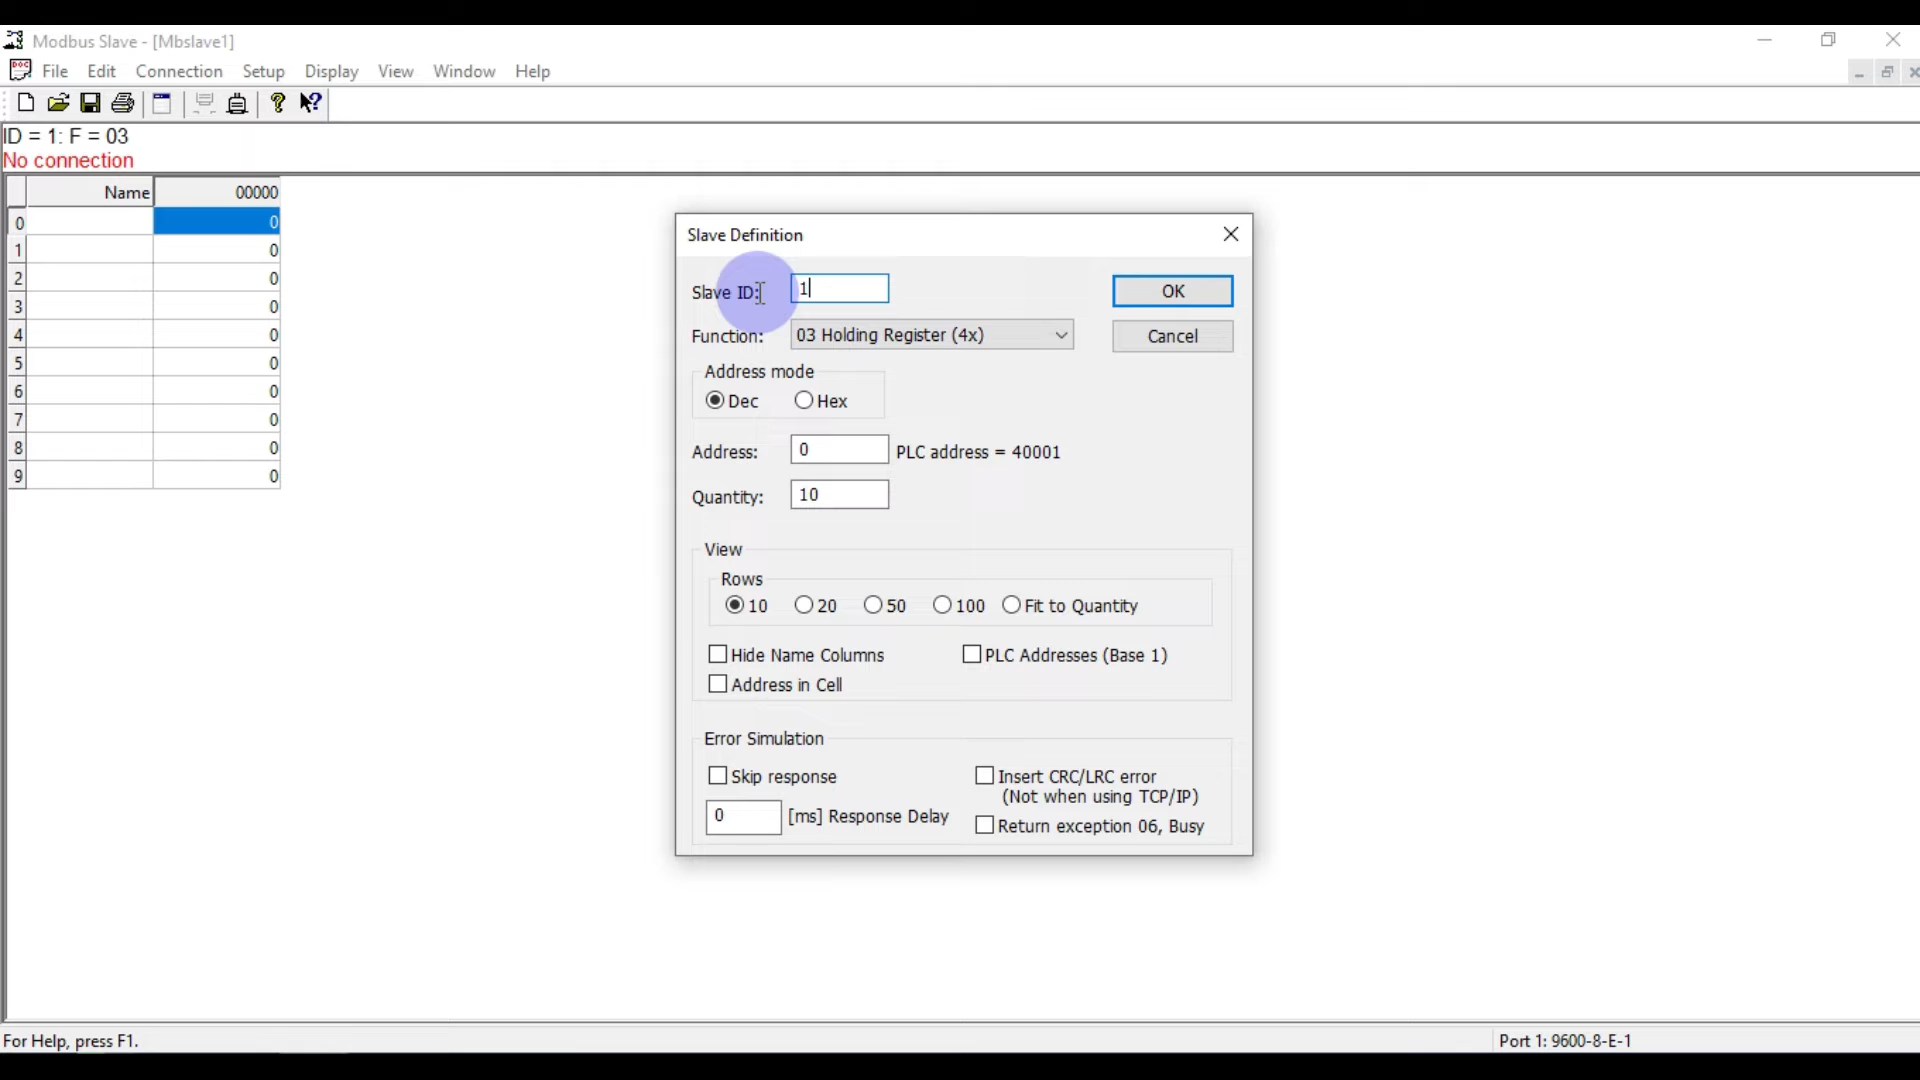 Modbus Slave - [Mbslave1]
File Edit Connection Setup Display View Window Help
ID = 1: F = 03
No connection
Name 00000
0 0
1 0
2 0
3 0
4 0
5 0
6 0
7 0
8 0
9 0
Slave Definition
Slave ID: 1 OK
Function: 03 Holding Register (4x) Cancel
Address mode
Dec Hex
Address: 0 PLC address = 40001
Quantity: 10
View
Rows
10 20 50 100 Fit to Quantity
Hide Name Columns PLC Addresses (Base 1)
Address in Cell
Error Simulation
Skip response Insert CRC/LRC error
(Not when using TCP/IP)
0 [ms] Response Delay Return exception 06, Busy
For Help, press F1. Port 1: 9600-8-E-1